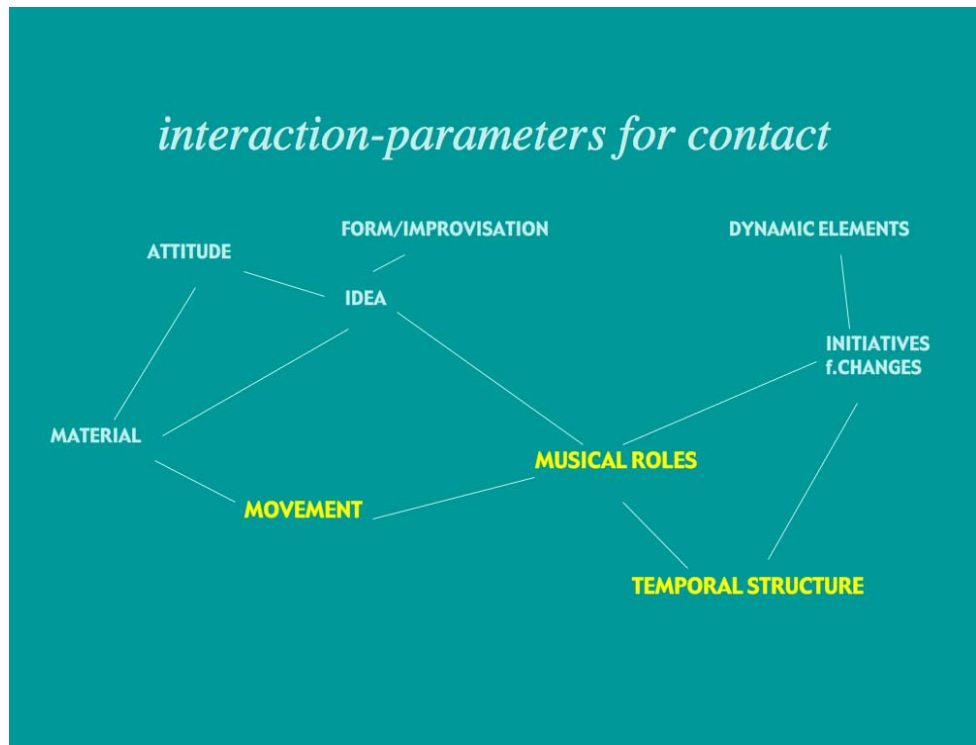 interaction-parameters for contact
FORM/IMPROVISATION
DYNAMIC ELEMENTS
ATTITUDE
IDEA
INITIATIVES
f.CHANGES
MATERIAL
MUSICAL ROLES
MOVEMENT
TEMPORAL STRUCTURE